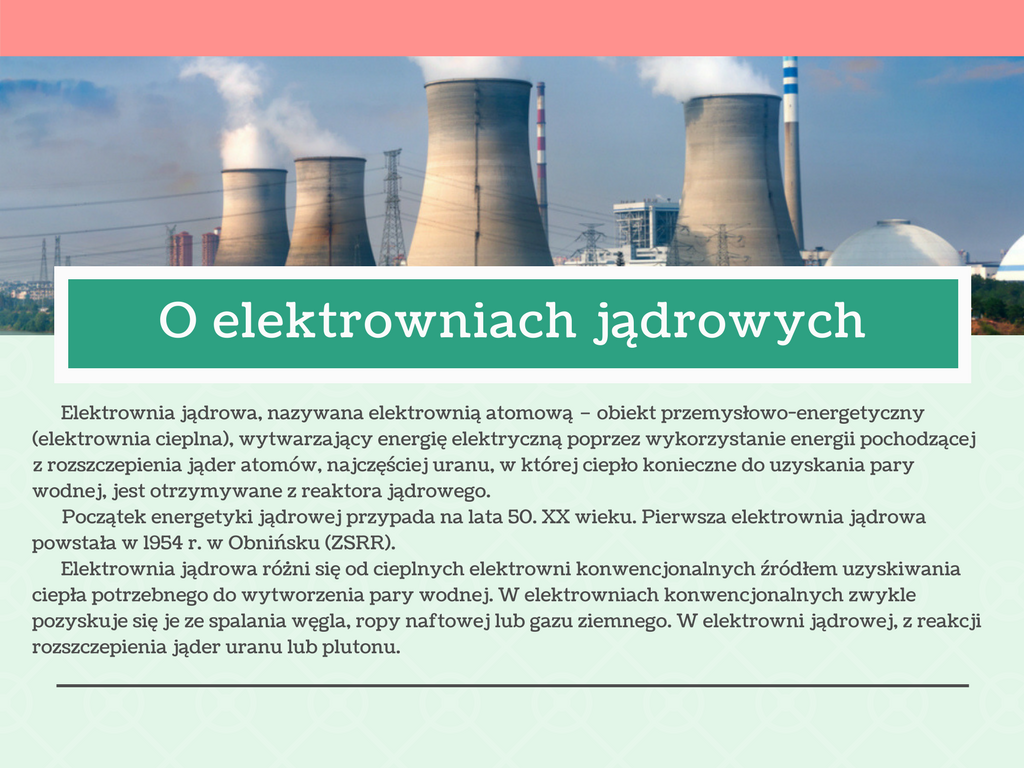 O elektrowniach jądrowych
Elektrownia jądrowa, nazywana elektrownią atomową – obiekt przemysłowo-energetyczny
(elektrownia cieplna), wytwarzający energię elektryczną poprzez wykorzystanie energii pochodzącej
z rozszczepienia jąder atomów, najczęściej uranu, w której ciepło konieczne do uzyskania pary
wodnej, jest otrzymywane z reaktora jądrowego.
Początek energetyki jądrowej przypada na lata 50. XX wieku. Pierwsza elektrownia jądrowa
powstała w 1954 r. w Obnińsku (ZSRR).
Elektrownia jądrowa różni się od cieplnych elektrowni konwencjonalnych źródłem uzyskiwania
ciepła potrzebnego do wytworzenia pary wodnej. W elektrowniach konwencjonalnych zwykle
pozyskuje się je ze spalania węgla, ropy naftowej lub gazu ziemnego. W elektrowni jądrowej, z reakcji
rozszczepienia jąder uranu lub plutonu.